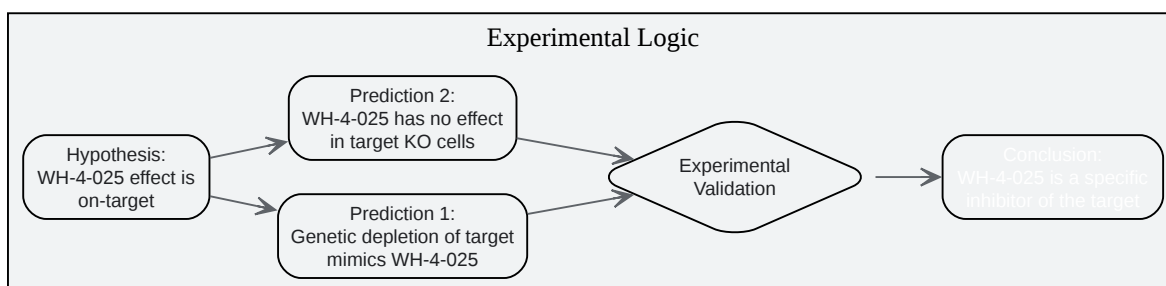 Experimental Logic
Prediction 2:
WH-4-025 has no effect
in target KO cells
Hypothesis:
WH-4-025 effect is
on-target
Prediction 1:
Genetic depletion of target
mimics WH-4-025
Experimental
Validation
Conclusion:
WH-4-025 is a specific
inhibitor of the target